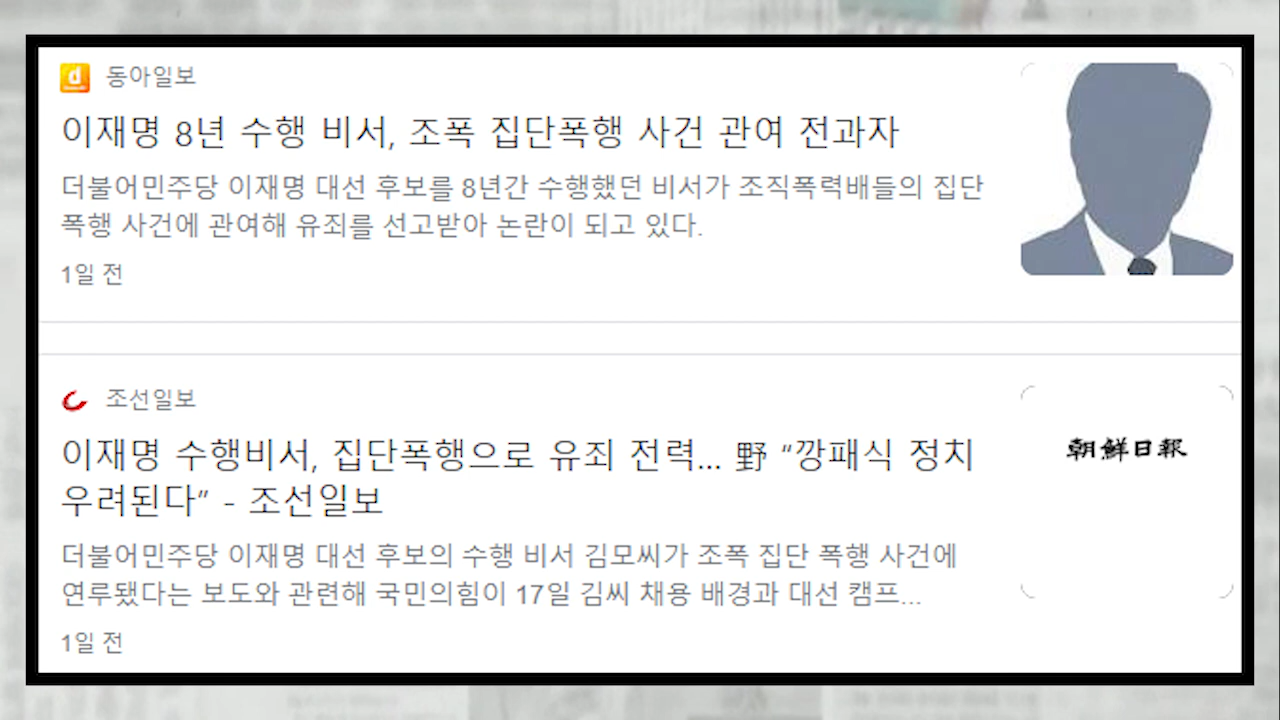 동아일보
이재명 8년 수행 비서, 조폭 집단폭행 사건 관여 전과자
더불어민주당 이재명 대선 후보를 8년간 수행했던 비서가 조직폭력배들의 집단
폭행 사건에 관여해 유죄를 선고받아 논란이 되고 있다.
1일 전
조선일보
이재명 수행비서, 집단폭행으로 유죄 전력... 野 “깡패식 정치
우려된다” - 조선일보
朝鮮日報
더불어민주당 이재명 대선 후보의 수행 비서 김모씨가 조폭 집단 폭행 사건에
연루됐다는 보도와 관련해 국민의힘이 17일 김씨 채용 배경과 대선 캠프...
1일 전